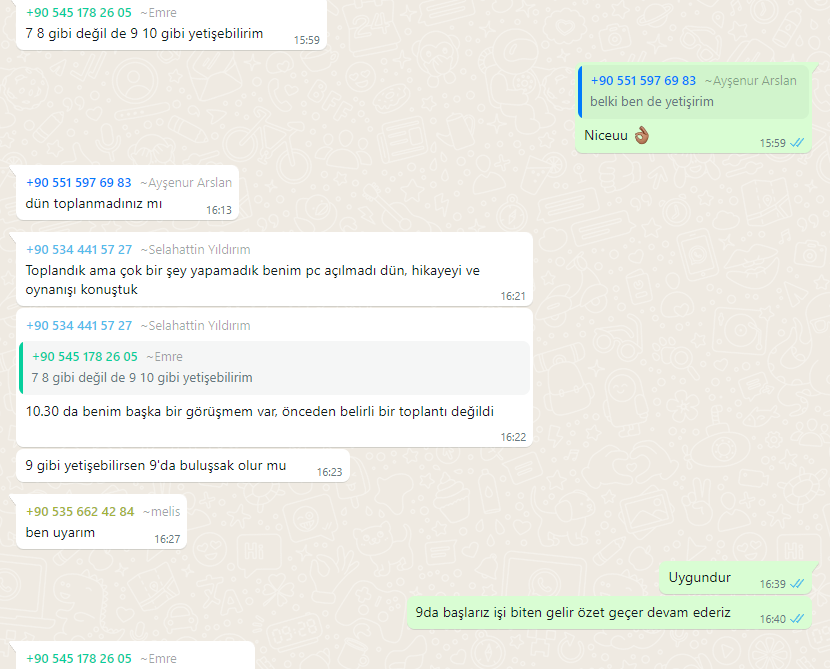 +90 545 178 26 05 ~Emre
7 8 gibi değil de 9 10 gibi yetişebilirim 15:59
+90 551 597 69 83 ~Ayşenur Arslan
belki ben de yetişirim
Niceuu 👌🏽 15:59
+90 551 597 69 83 ~Ayşenur Arslan
dün toplanmadınız mı 16:13
+90 534 441 57 27 ~Selahattin Yıldırım
Toplandık ama çok bir şey yapamadık benim pc açılmadı dün, hikayeyi ve
oynanışı konuştuk 16:21
+90 534 441 57 27 ~Selahattin Yıldırım
+90 545 178 26 05 ~Emre
7 8 gibi değil de 9 10 gibi yetişebilirim
10.30 da benim başka bir görüşmem var, önceden belirli bir toplantı değildi
16:22
9 gibi yetişebilirsen 9'da buluşsak olur mu 16:23
+90 535 662 42 84 ~melis
ben uyarım 16:27
Uygundur 16:39
9da başlarız işi biten gelir özet geçer devam ederiz 16:40
+90 545 178 26 05 ~Emre